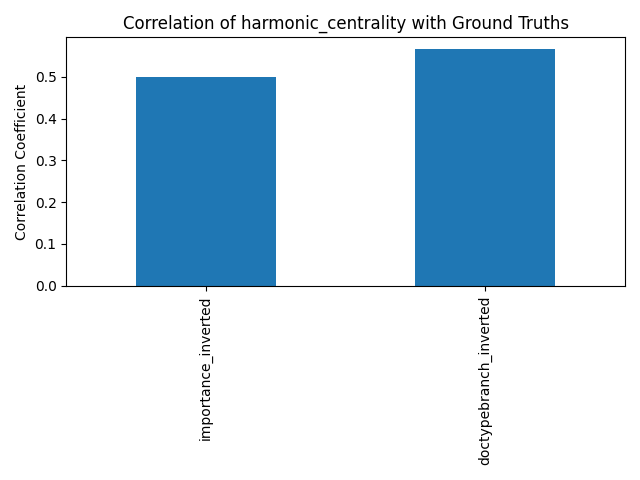 Correlation of harmonic_centrality with Ground Truths
Correlation Coefficient
0.5
0.4
0.3
0.2
0.1
0.0
importance_inverted
doctypebranch_inverted